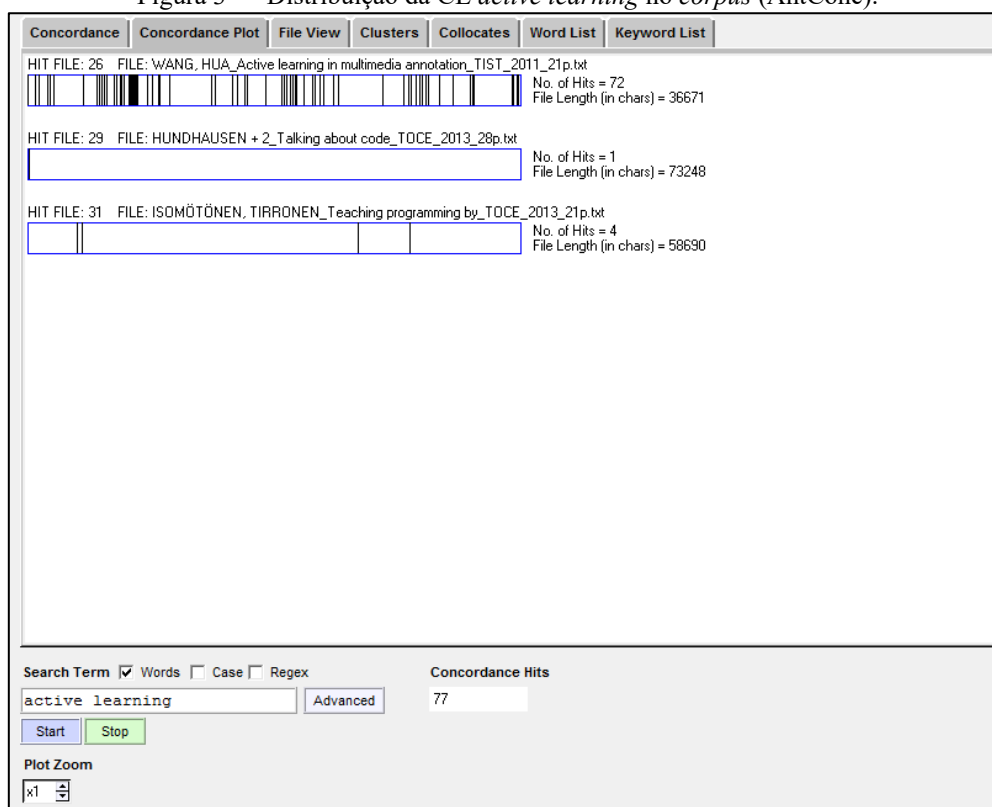 Distribuição da CE active learning no corpus (AntConc).
Concordance Concordance Plot File View Clusters Collocates Word List Keyword List
HIT FILE: 26 FILE: WANG, HUA_Active learning in multimedia annotation_TIST_2011_21p.txt
No. of Hits = 72
File Length (in chars) = 36671
HIT FILE: 29 FILE: HUNDHAUSEN + 2_Talking about code_TOCE_2013_28p.txt
No. of Hits = 1
File Length (in chars) = 73248
HIT FILE: 31 FILE: ISOMÖTÖNEN, TIRRONEN_Teaching programming by_TOCE_2013_21p.txt
No. of Hits = 4
File Length (in chars) = 58690
Search Term Words Case Regex Concordance Hits
active learning Advanced 77
Start Stop
Plot Zoom
x1